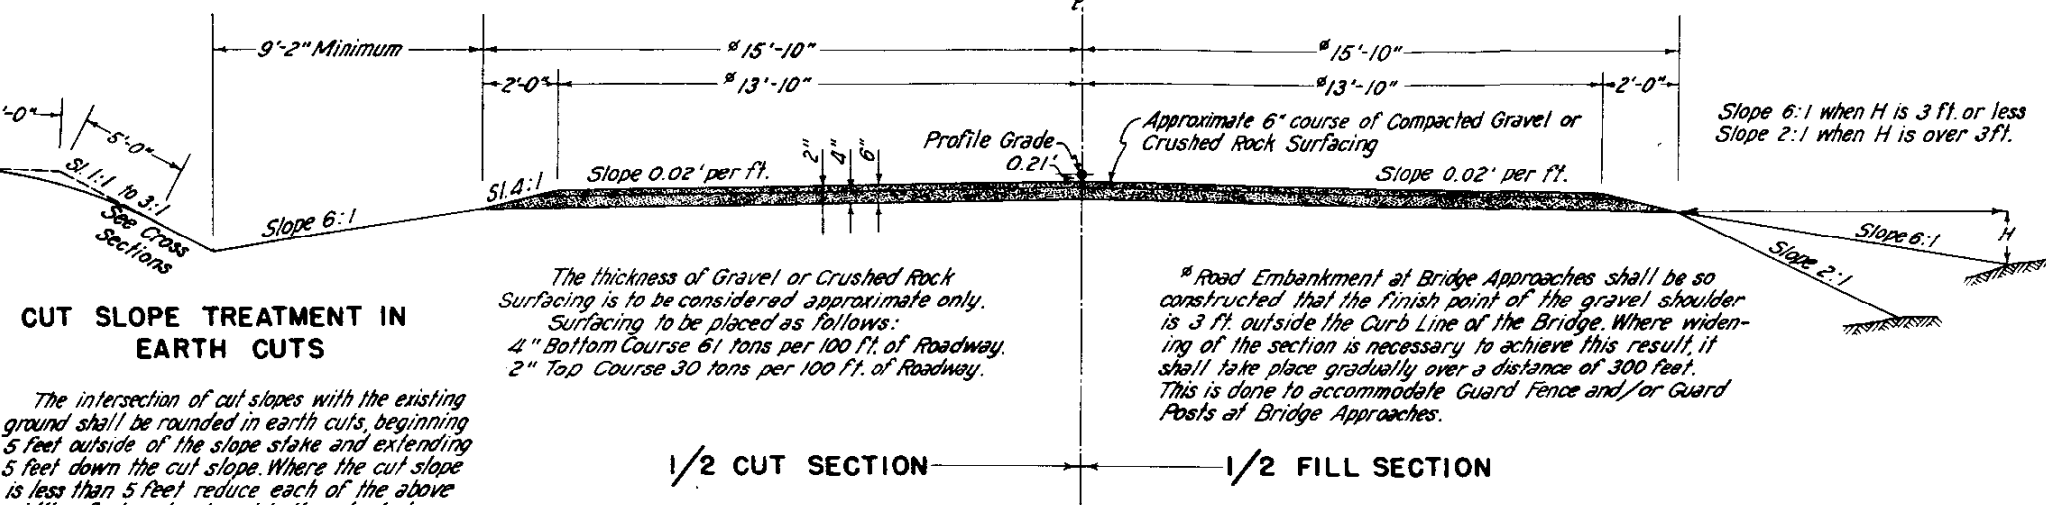 9'-2" Minimum
ø 15'-10"
ø 15'-10"
2'-0"
ø 13'-10"
ø 13'-10"
2'-0"
'-0"
5'-0"
Sl. 1:1 to 3:1
See Cross
Sections
Slope 6:1
Sl. 4:1
Slope 0.02' per ft.
2"
4"
6"
Profile Grade
0.21'
Approximate 6" course of Compacted Gravel or
Crushed Rock Surfacing
Slope 0.02' per ft.
Slope 6:1 when H is 3 ft. or less
Slope 2:1 when H is over 3ft.
Slope 6:1
H
Slope 2:1
CUT SLOPE TREATMENT IN
EARTH CUTS
The intersection of cut slopes with the existing
ground shall be rounded in earth cuts, beginning
5 feet outside of the slope stake and extending
5 feet down the cut slope. Where the cut slope
is less than 5 feet reduce each of the above
The thickness of Gravel or Crushed Rock
Surfacing is to be considered approximate only.
Surfacing to be placed as follows:
4" Bottom Course 61 tons per 100 ft. of Roadway.
2" Top Course 30 tons per 100 ft. of Roadway.
ø Road Embankment at Bridge Approaches shall be so
constructed that the finish point of the gravel shoulder
is 3 ft. outside the Curb Line of the Bridge. Where widen-
ing of the section is necessary to achieve this result, it
shall take place gradually over a distance of 300 feet.
This is done to accommodate Guard Fence and/or Guard
Posts at Bridge Approaches.
1/2 CUT SECTION
1/2 FILL SECTION